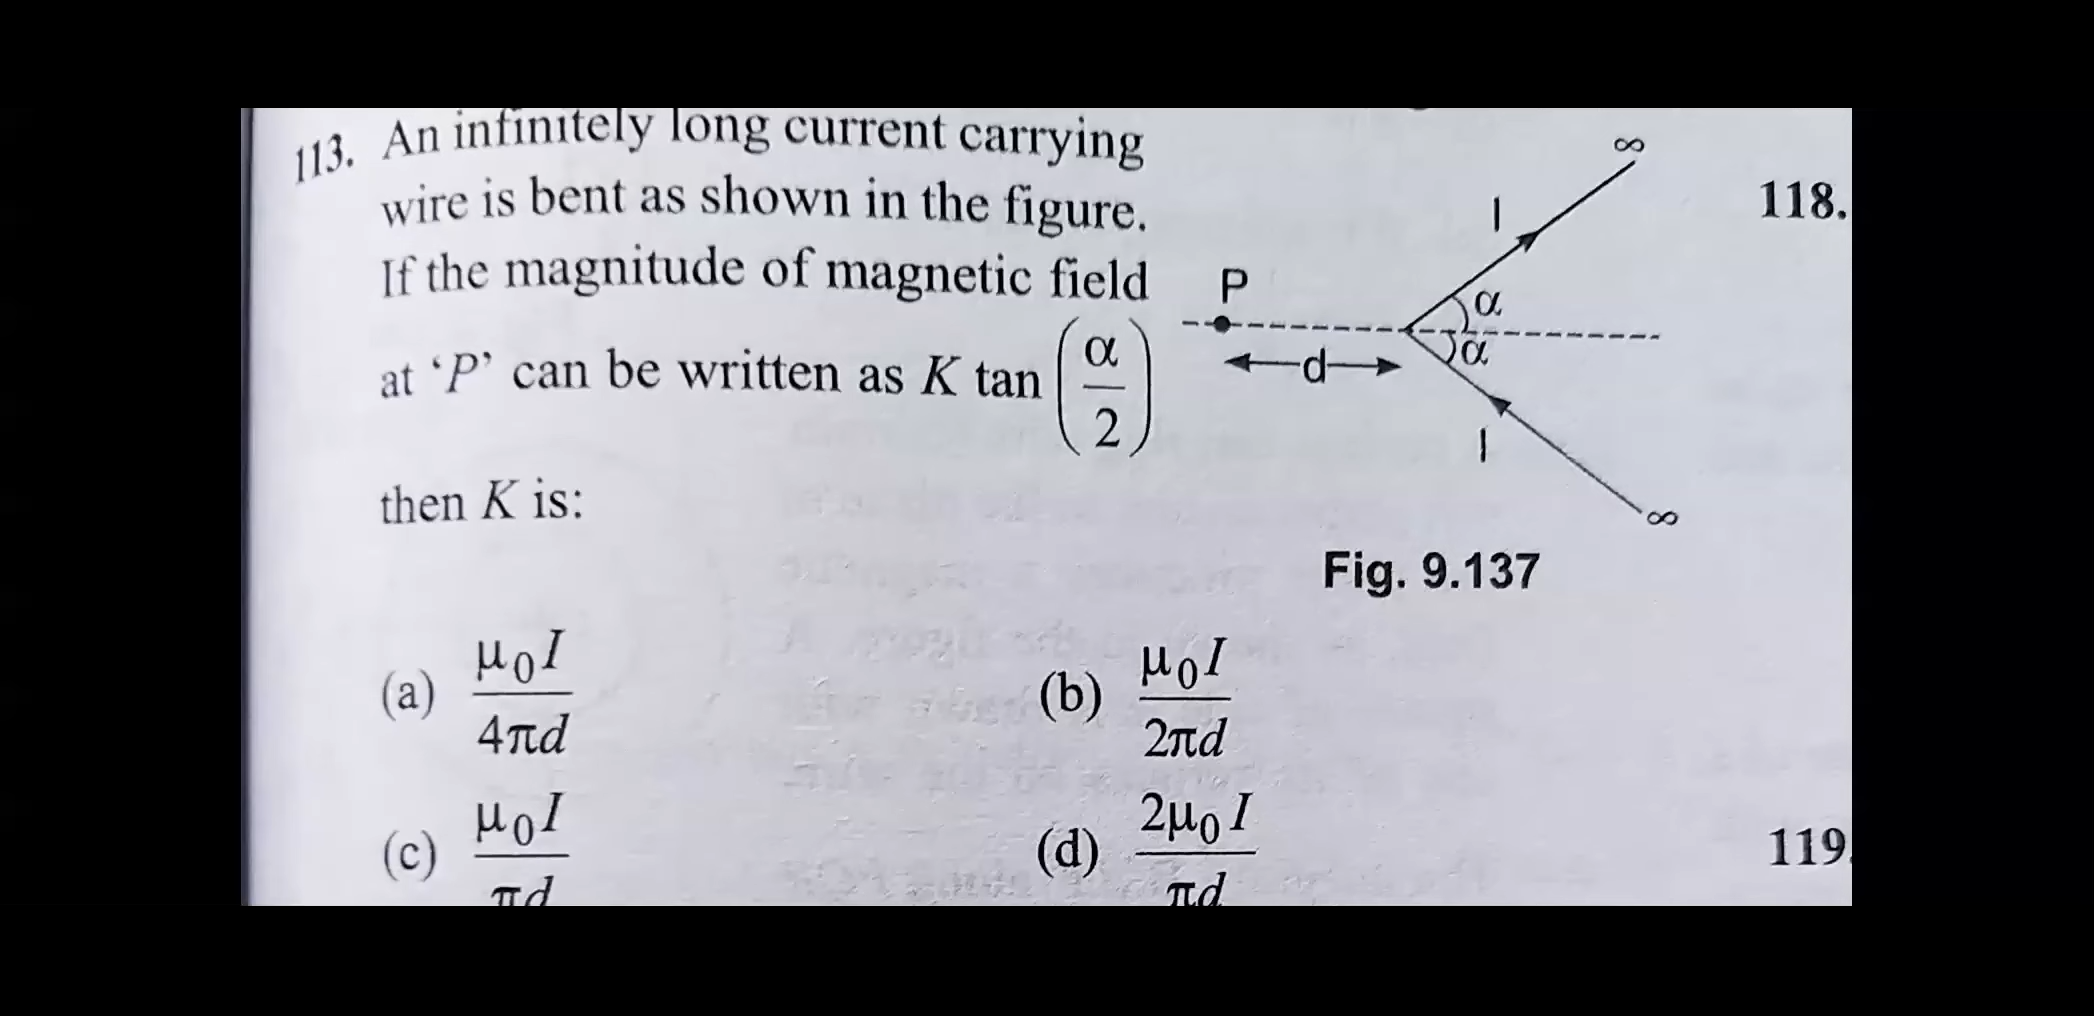 113. An infinitely long current carrying
wire is bent as shown in the figure.
If the magnitude of magnetic field
at ‘P’ can be written as K tan (α/2)
then K is:
∞
I
P
α
α
d
I
∞
Fig. 9.137
(a) μ₀I/4πd
(b) μ₀I/2πd
(c) μ₀I/πd
(d) 2μ₀I/πd
118.
119.